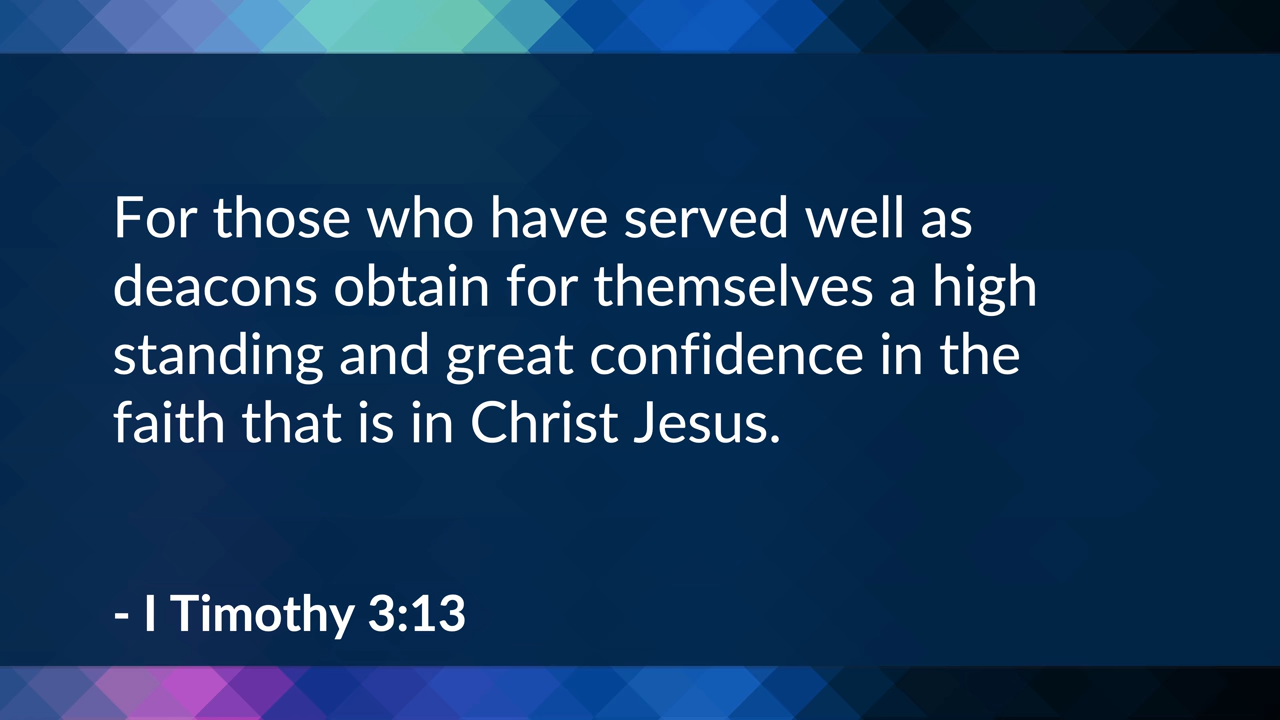 For those who have served well as
deacons obtain for themselves a high
standing and great confidence in the
faith that is in Christ Jesus.
- I Timothy 3:13